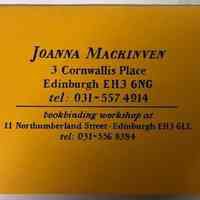 JOANNA MACKINVEN
3 Cornwallis Place
Edinburgh EH3 6NG
tel: 031-557 4914
bookbinding workshop at
11 Northumberland Street · Edinburgh EH3 6LL
tel: 031-556 8384